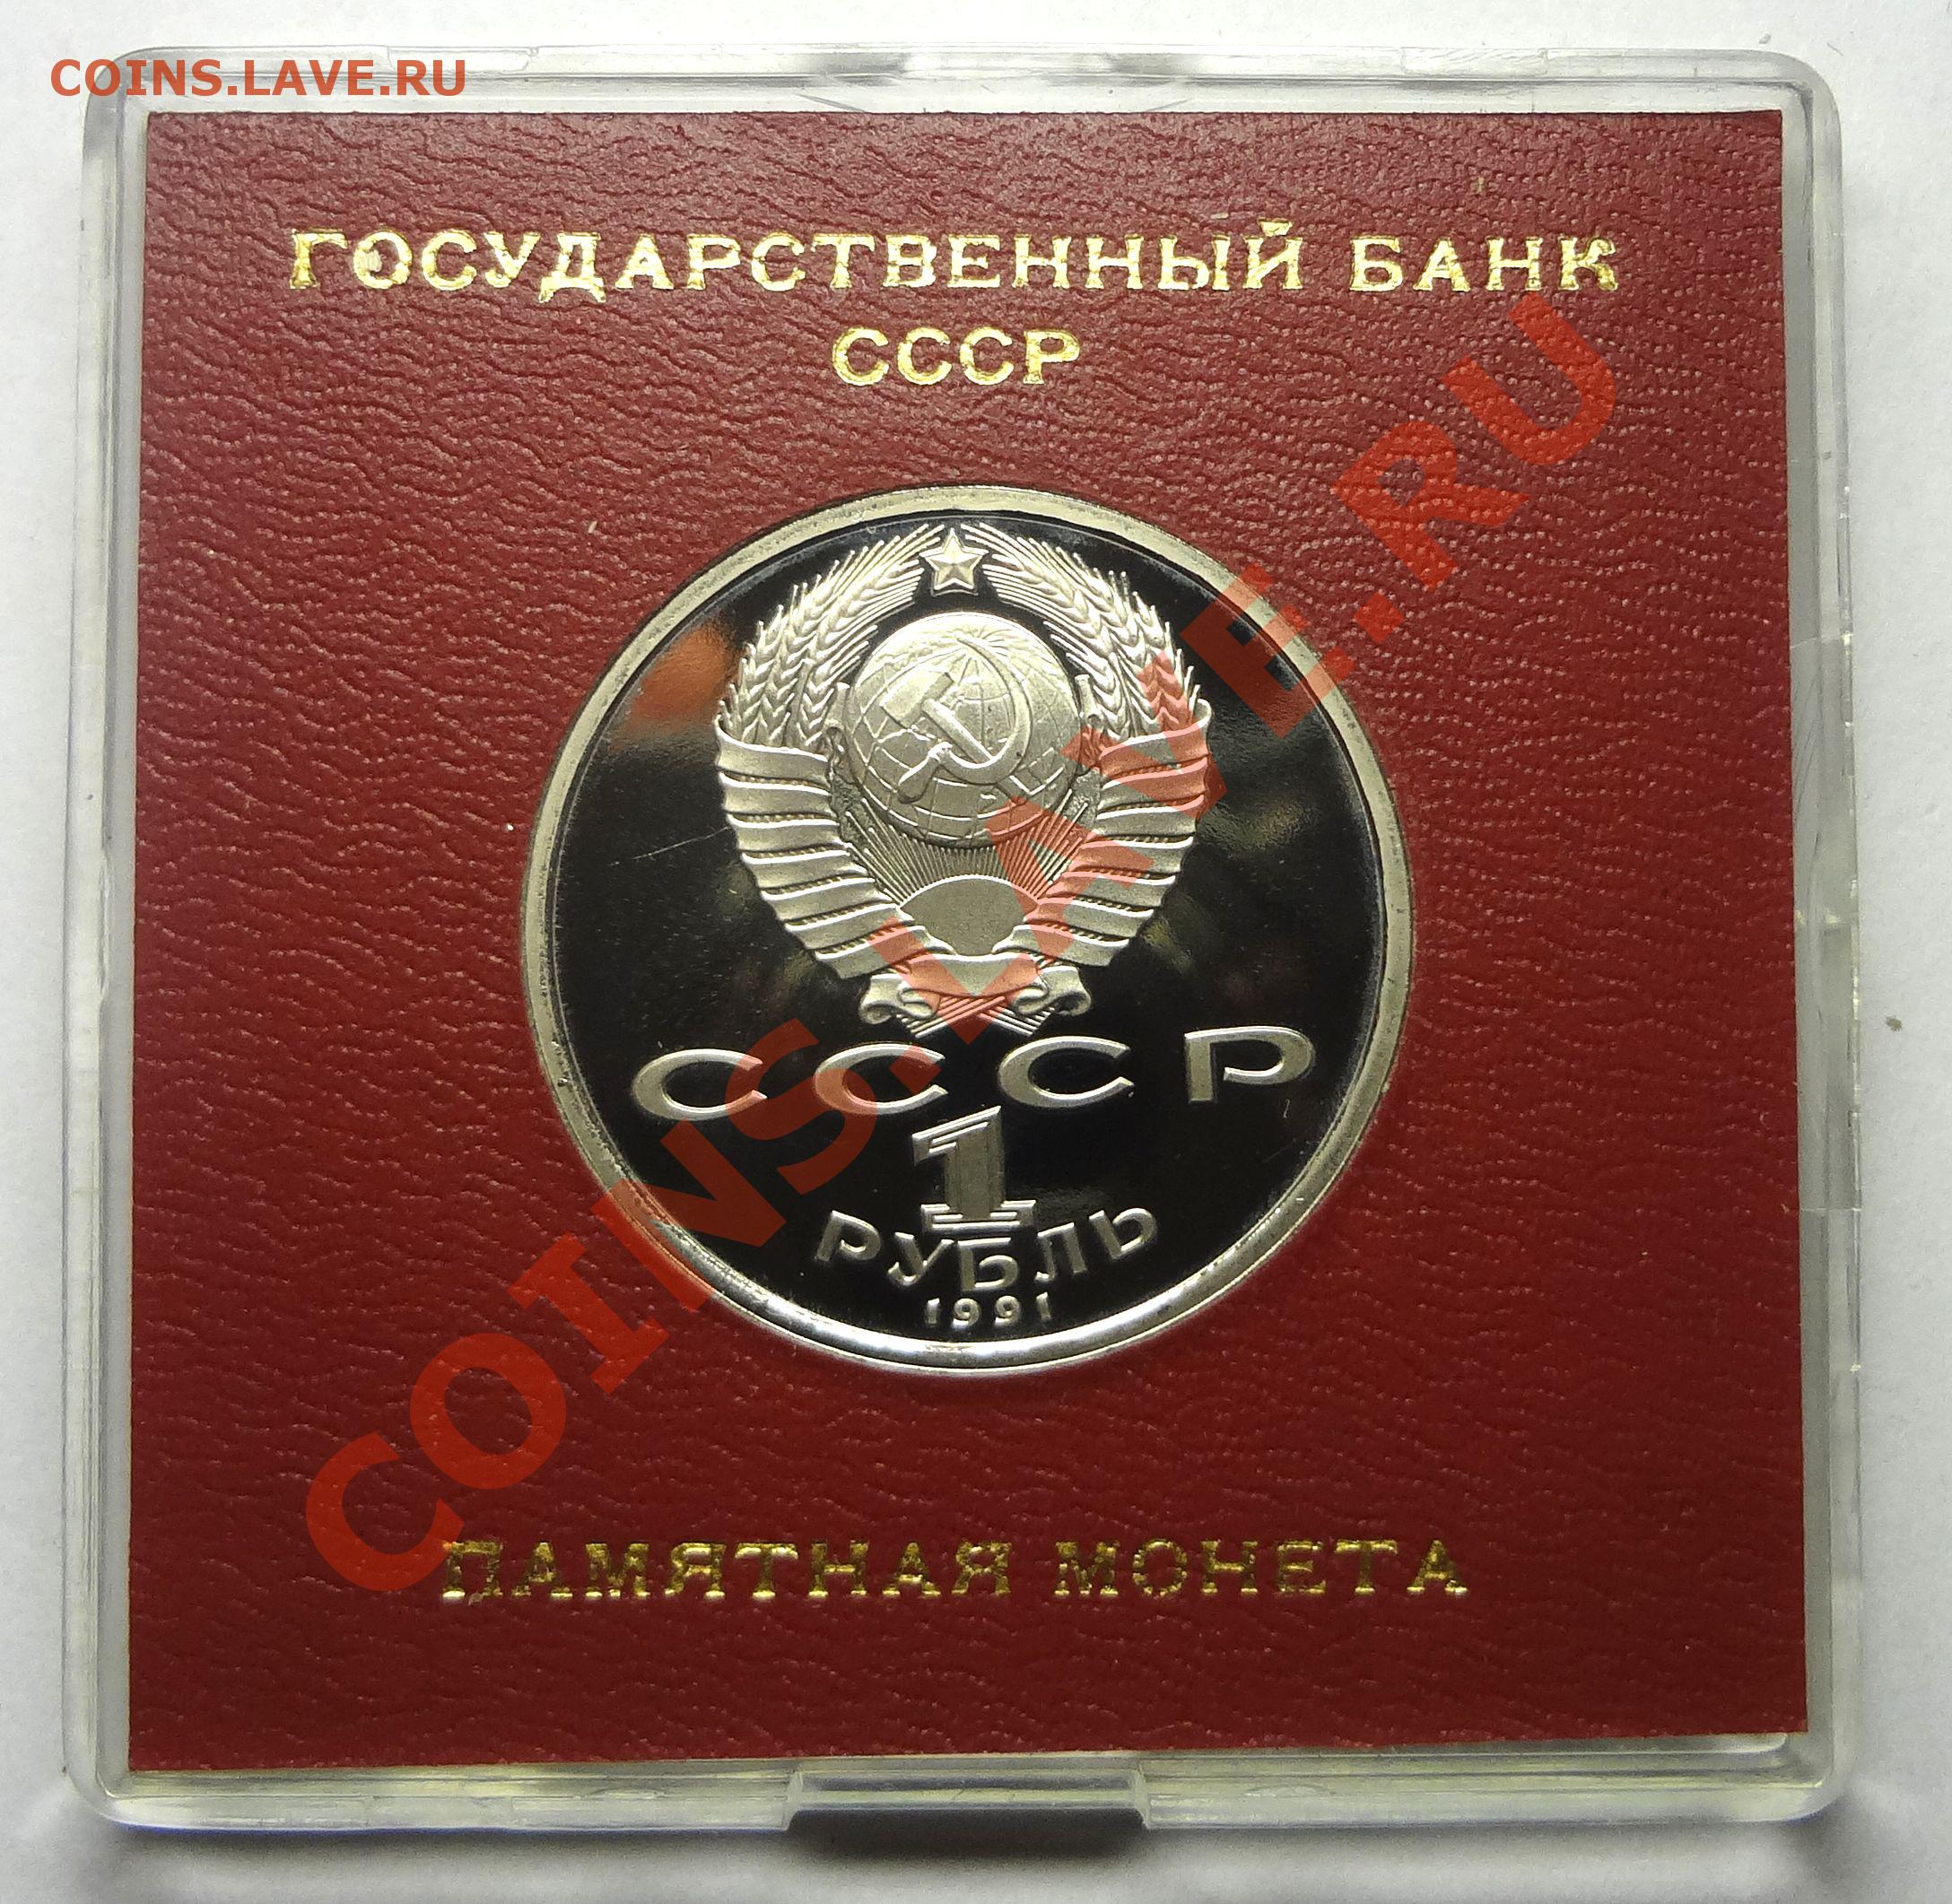 COINS.LAVE.RU
ГОСУДАРСТВЕННЫЙ БАНК
СССР
СССР
1
РУБЛЬ
1991
ПАМЯТНАЯ МОНЕТА
COINS.LAVE.RU